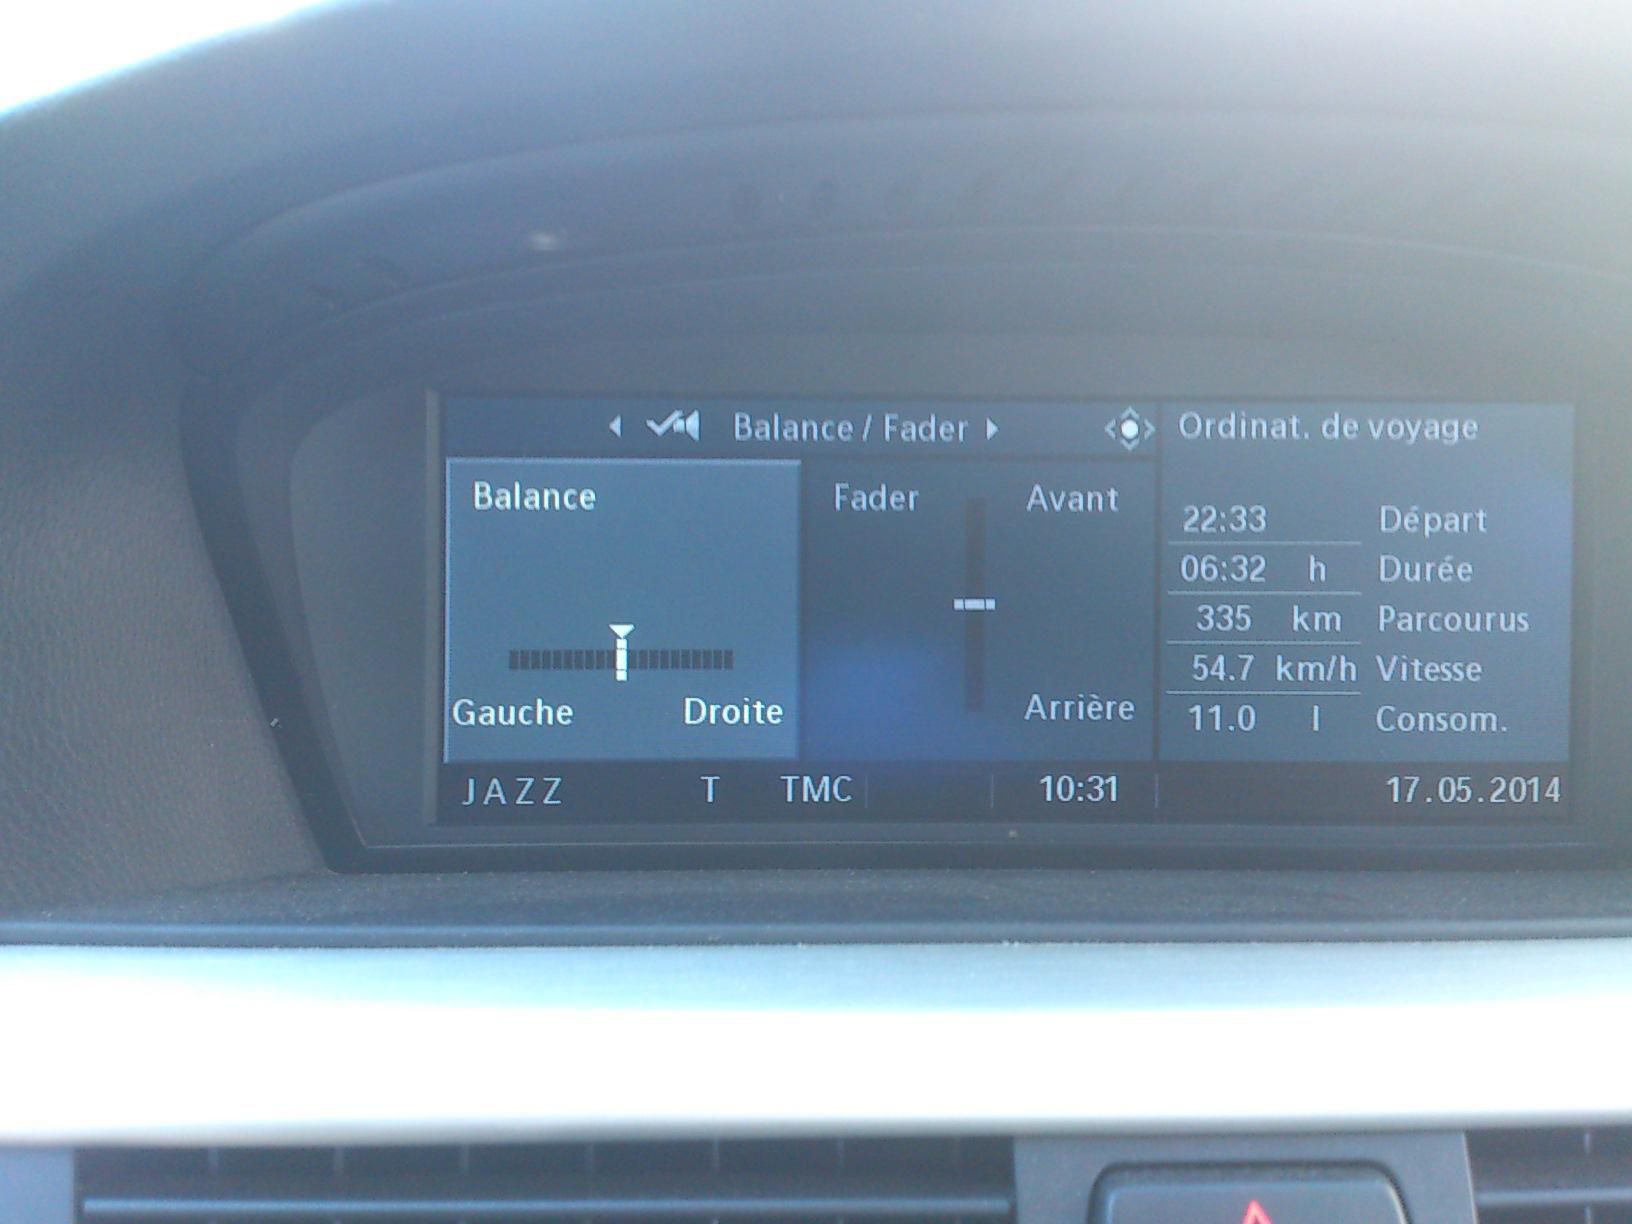 Balance / Fader
Ordinat. de voyage
Balance
Fader
Avant
Gauche
Droite
Arrière
22:33 Départ
06:32 h Durée
335 km Parcourus
54.7 km/h Vitesse
11.0 l Consom.
JAZZ T TMC 10:31 17.05.2014